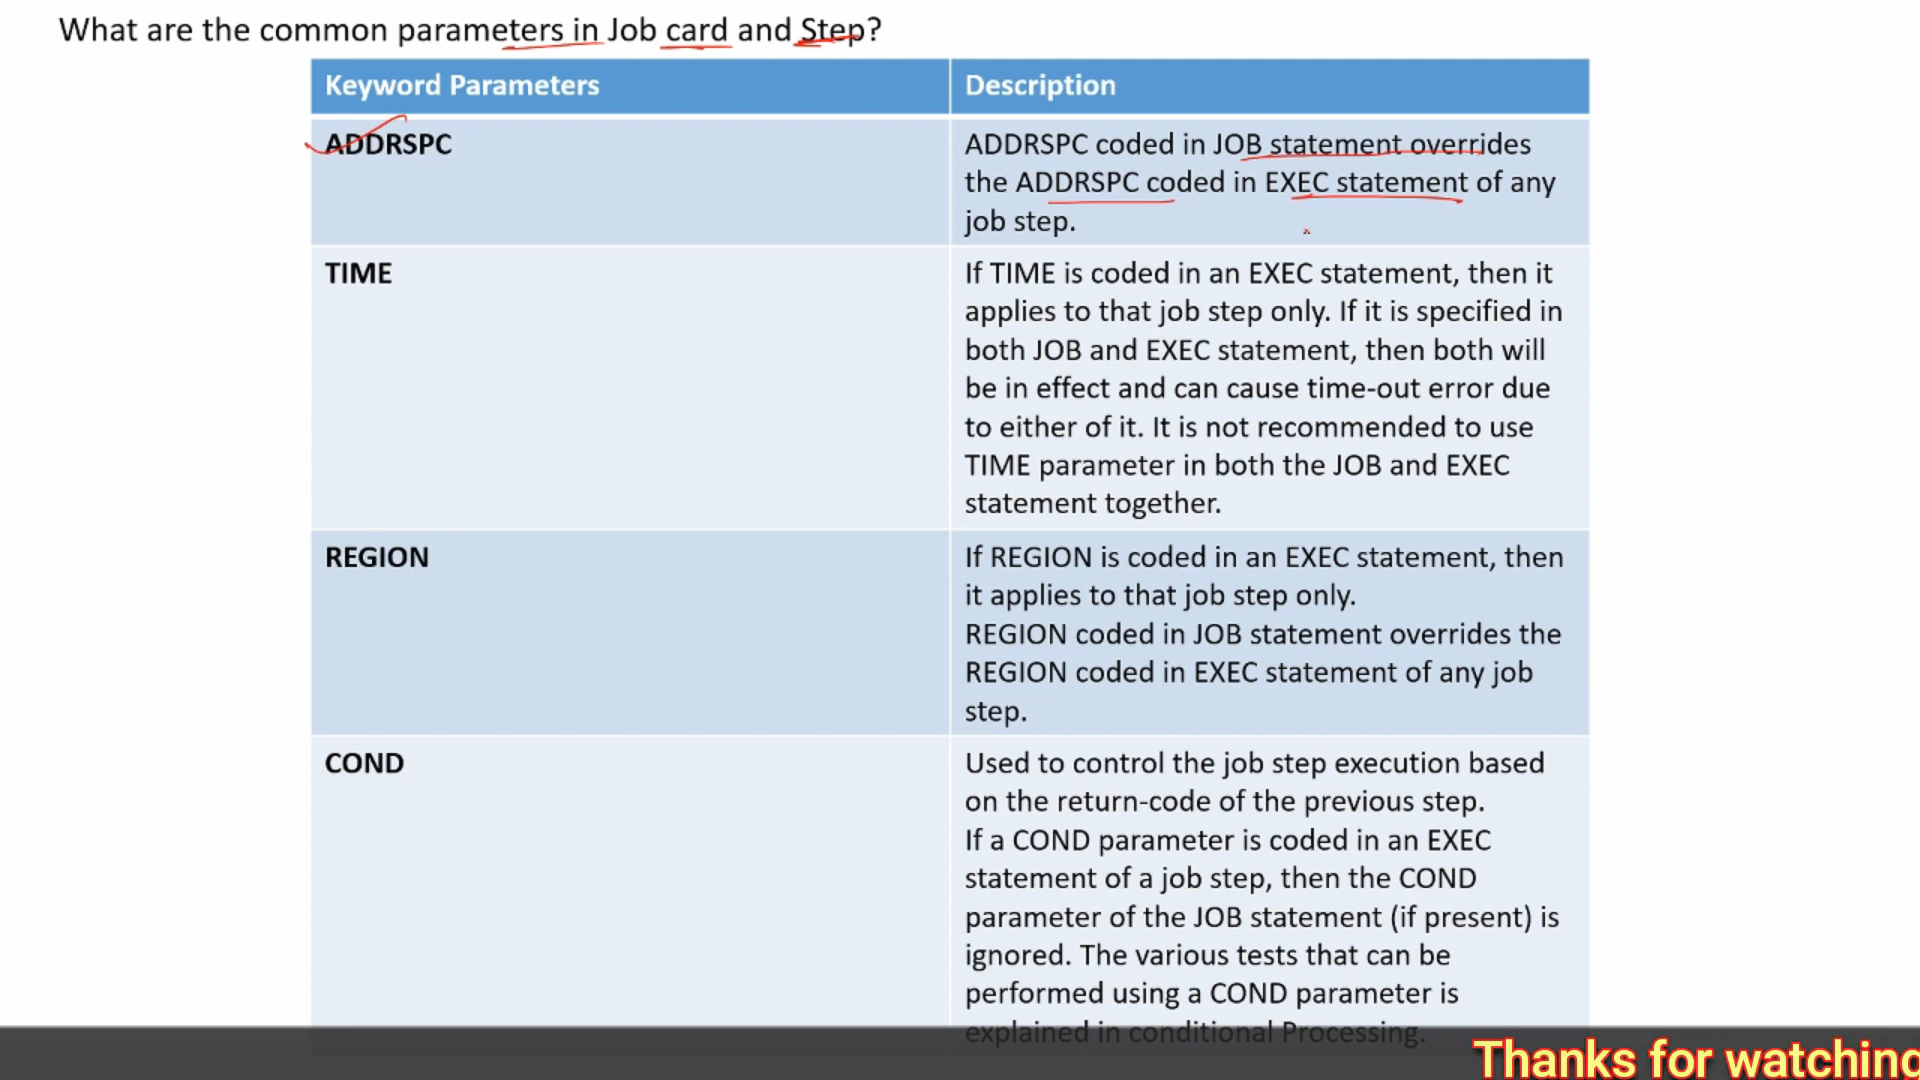 What are the common parameters in Job card and Step?
Keyword Parameters
Description
ADDRSPC
ADDRSPC coded in JOB statement overrides
the ADDRSPC coded in EXEC statement of any
job step.
TIME
If TIME is coded in an EXEC statement, then it
applies to that job step only. If it is specified in
both JOB and EXEC statement, then both will
be in effect and can cause time-out error due
to either of it. It is not recommended to use
TIME parameter in both the JOB and EXEC
statement together.
REGION
If REGION is coded in an EXEC statement, then
it applies to that job step only.
REGION coded in JOB statement overrides the
REGION coded in EXEC statement of any job
step.
COND
Used to control the job step execution based
on the return-code of the previous step.
If a COND parameter is coded in an EXEC
statement of a job step, then the COND
parameter of the JOB statement (if present) is
ignored. The various tests that can be
performed using a COND parameter is
explained in conditional Processing.
Thanks for watching